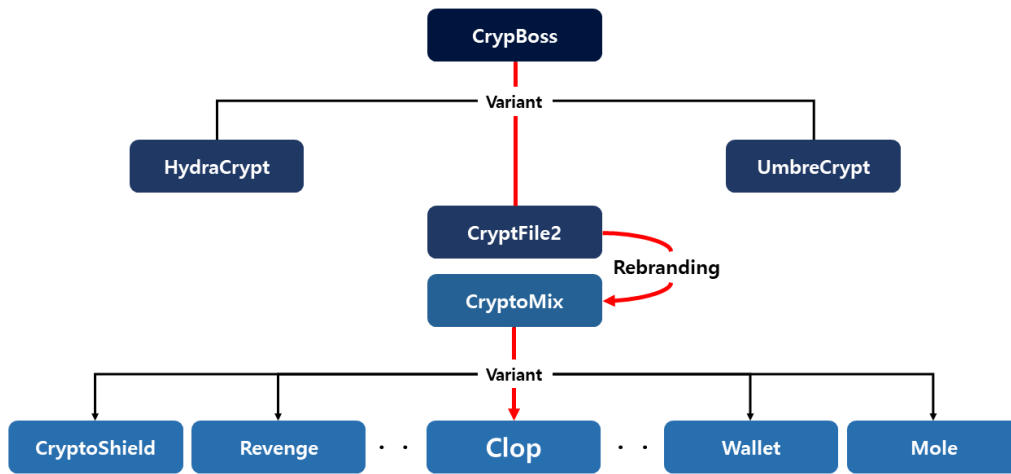 CrypBoss
Variant
HydraCrypt
UmbreCrypt
CryptFile2
Rebranding
CryptoMix
Variant
CryptoShield
Revenge
. .
Clop
. .
Wallet
Mole